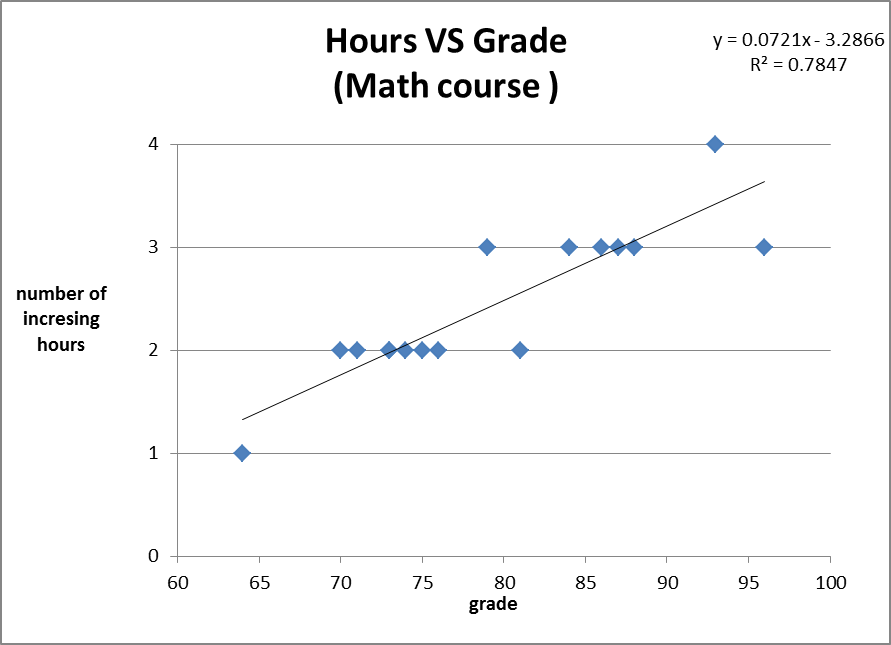 Hours VS Grade
(Math course )
y = 0.0721x - 3.2866
R² = 0.7847
4
3
2
1
0
number of
incresing
hours
60 65 70 75 80 85 90 95 100
grade